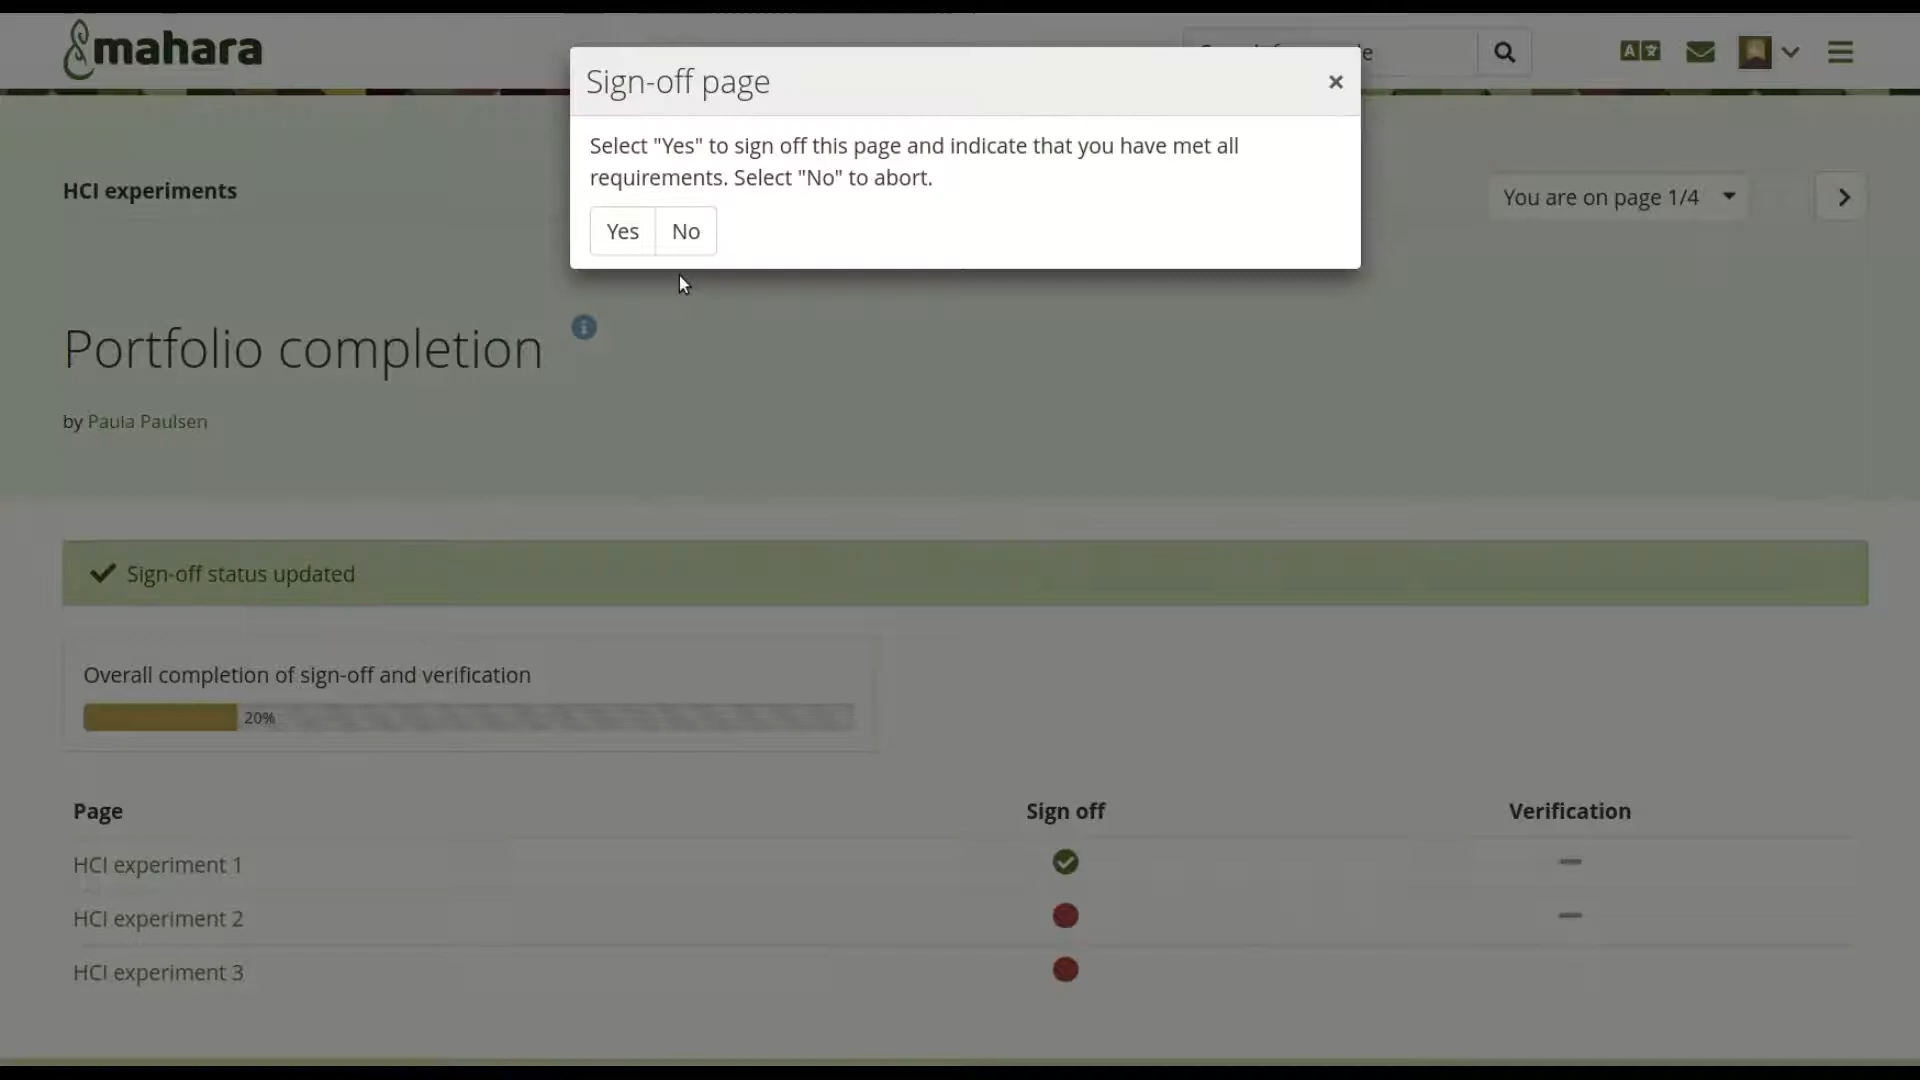 mahara
Sign-off page
Select "Yes" to sign off this page and indicate that you have met all
requirements. Select "No" to abort.
Yes No
HCI experiments
You are on page 1/4
Portfolio completion
by Paula Paulsen
Sign-off status updated
Overall completion of sign-off and verification
20%
Page Sign off Verification
HCI experiment 1
HCI experiment 2
HCI experiment 3